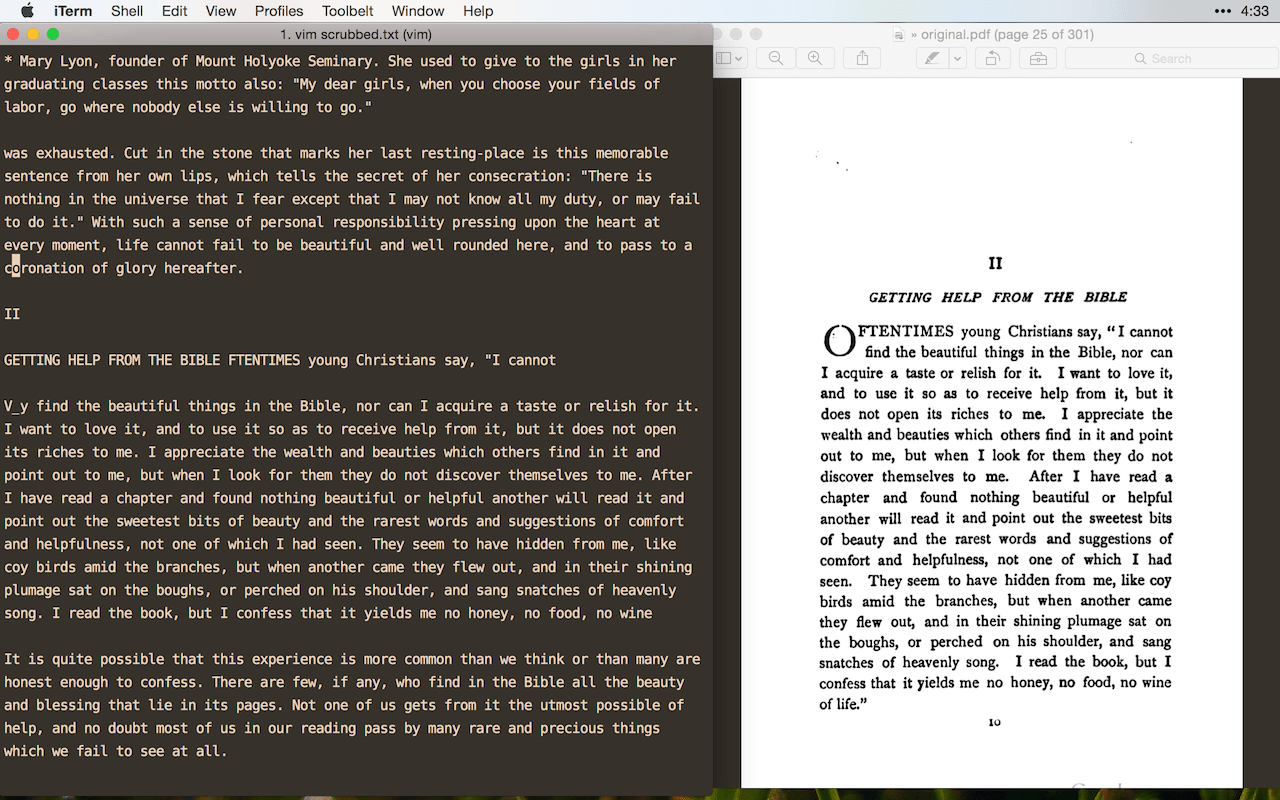 iTerm Shell Edit View Profiles Toolbelt Window Help ••• 4:33
1. vim scrubbed.txt (vim)
* Mary Lyon, founder of Mount Holyoke Seminary. She used to give to the girls in her
graduating classes this motto also: "My dear girls, when you choose your fields of
labor, go where nobody else is willing to go."
was exhausted. Cut in the stone that marks her last resting-place is this memorable
sentence from her own lips, which tells the secret of her consecration: "There is
nothing in the universe that I fear except that I may not know all my duty, or may fail
to do it." With such a sense of personal responsibility pressing upon the heart at
every moment, life cannot fail to be beautiful and well rounded here, and to pass to a
coronation of glory hereafter.
II
GETTING HELP FROM THE BIBLE FTENTIMES young Christians say, "I cannot
V_y find the beautiful things in the Bible, nor can I acquire a taste or relish for it.
I want to love it, and to use it so as to receive help from it, but it does not open
its riches to me. I appreciate the wealth and beauties which others find in it and
point out to me, but when I look for them they do not discover themselves to me. After
I have read a chapter and found nothing beautiful or helpful another will read it and
point out the sweetest bits of beauty and the rarest words and suggestions of comfort
and helpfulness, not one of which I had seen. They seem to have hidden from me, like
coy birds amid the branches, but when another came they flew out, and in their shining
plumage sat on the boughs, or perched on his shoulder, and sang snatches of heavenly
song. I read the book, but I confess that it yields me no honey, no food, no wine
It is quite possible that this experience is more common than we think or than many are
honest enough to confess. There are few, if any, who find in the Bible all the beauty
and blessing that lie in its pages. Not one of us gets from it the utmost possible of
help, and no doubt most of us in our reading pass by many rare and precious things
which we fail to see at all.
» original.pdf (page 25 of 301)
Search
II
GETTING HELP FROM THE BIBLE
OFTENTIMES young Christians say, “I cannot
find the beautiful things in the Bible, nor can
I acquire a taste or relish for it. I want to love it,
and to use it so as to receive help from it, but it
does not open its riches to me. I appreciate the
wealth and beauties which others find in it and point
out to me, but when I look for them they do not
discover themselves to me. After I have read a
chapter and found nothing beautiful or helpful
another will read it and point out the sweetest bits
of beauty and the rarest words and suggestions of
comfort and helpfulness, not one of which I had
seen. They seem to have hidden from me, like coy
birds amid the branches, but when another came
they flew out, and in their shining plumage sat on
the boughs, or perched on his shoulder, and sang
snatches of heavenly song. I read the book, but I
confess that it yields me no honey, no food, no wine
of life.”
10